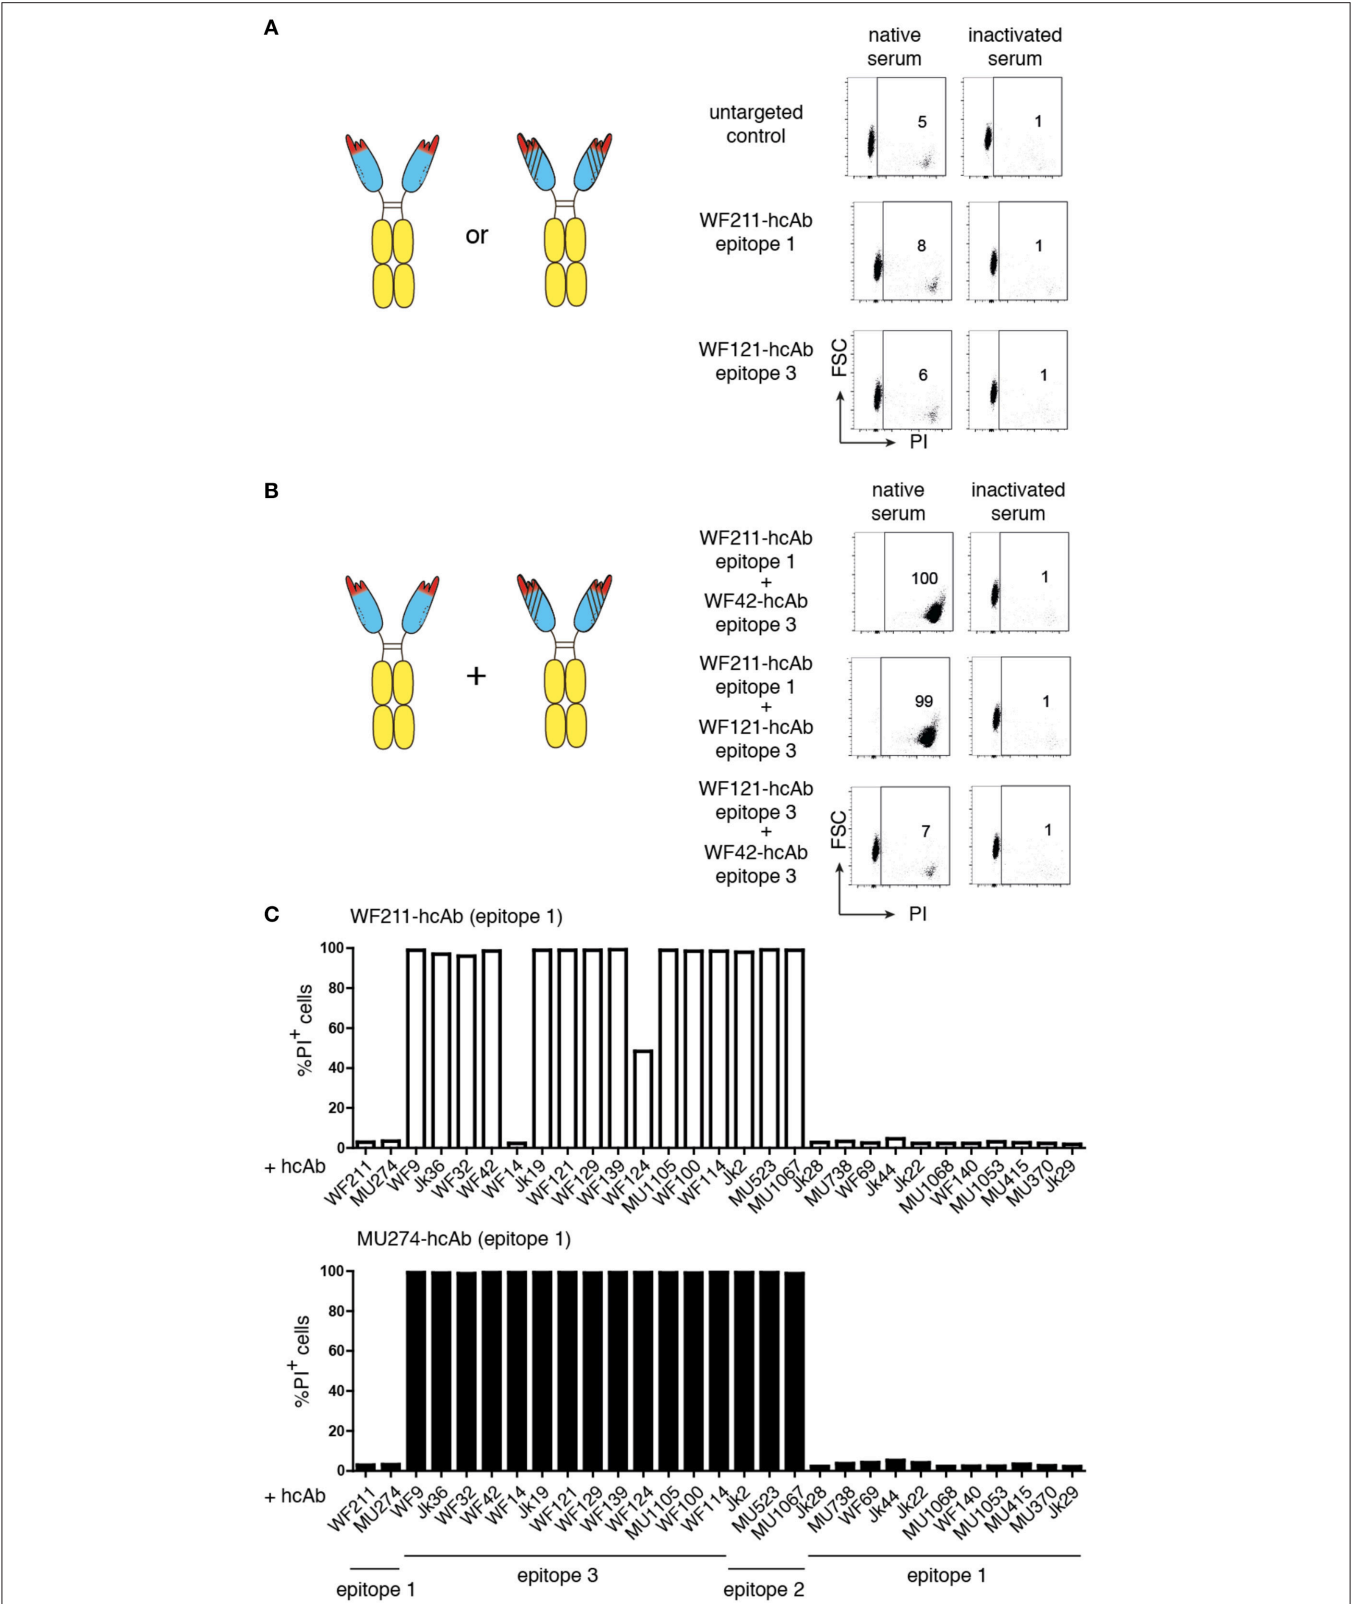 A
native serum
inactivated serum
untargeted control
5
1
or
WF211-hcAb
epitope 1
8
1
WF121-hcAb
epitope 3
6
1
FSC
PI
B
native serum
inactivated serum
WF211-hcAb
epitope 1
+
WF42-hcAb
epitope 3
100
1
+
WF211-hcAb
epitope 1
+
WF121-hcAb
epitope 3
99
1
WF121-hcAb
epitope 3
+
WF42-hcAb
epitope 3
7
1
FSC
PI
C
WF211-hcAb (epitope 1)
%PI+ cells
100
80
60
40
20
0
+ hcAb
WF211
MU274
WF9
Jk36
WF32
WF42
WF14
Jk19
WF121
WF129
WF139
WF124
MU1105
WF100
WF114
Jk2
MU523
MU1067
Jk28
MU738
WF69
Jk44
Jk22
MU1068
WF140
MU1053
MU415
MU370
Jk29
MU274-hcAb (epitope 1)
%PI+ cells
100
80
60
40
20
0
+ hcAb
WF211
MU274
WF9
Jk36
WF32
WF42
WF14
Jk19
WF121
WF129
WF139
WF124
MU1105
WF100
WF114
Jk2
MU523
MU1067
Jk28
MU738
WF69
Jk44
Jk22
MU1068
WF140
MU1053
MU415
MU370
Jk29
epitope 1
epitope 3
epitope 2
epitope 1